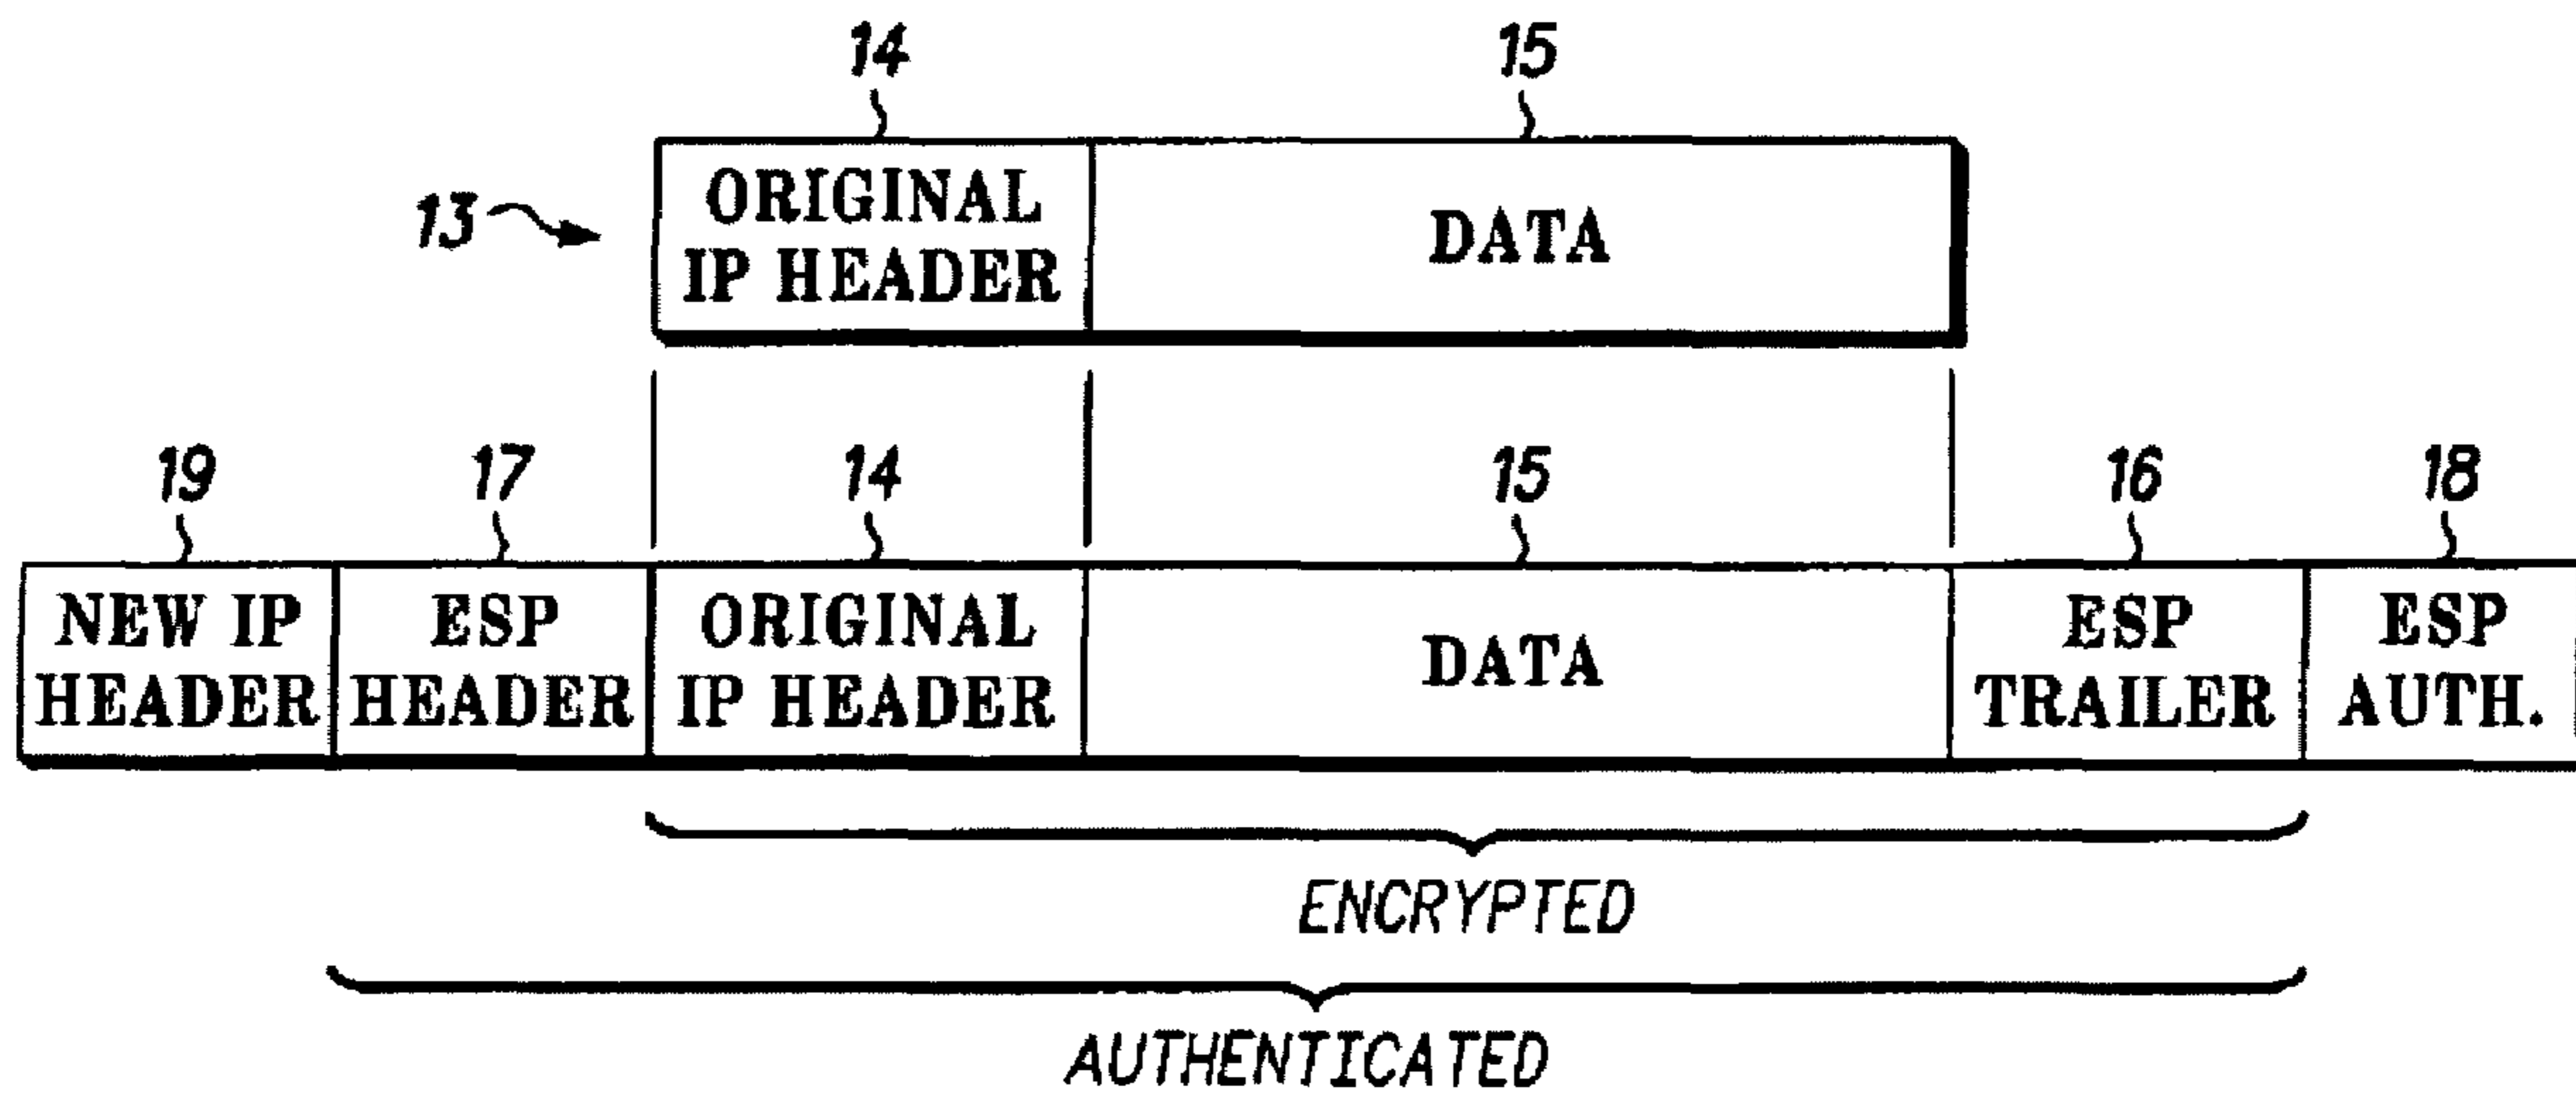 14 15
13
ORIGINAL
IP HEADER
DATA
19 17 14 15 16 18
NEW IP
HEADER
ESP
HEADER
ORIGINAL
IP HEADER
DATA
ESP
TRAILER
ESP
AUTH.
ENCRYPTED
AUTHENTICATED